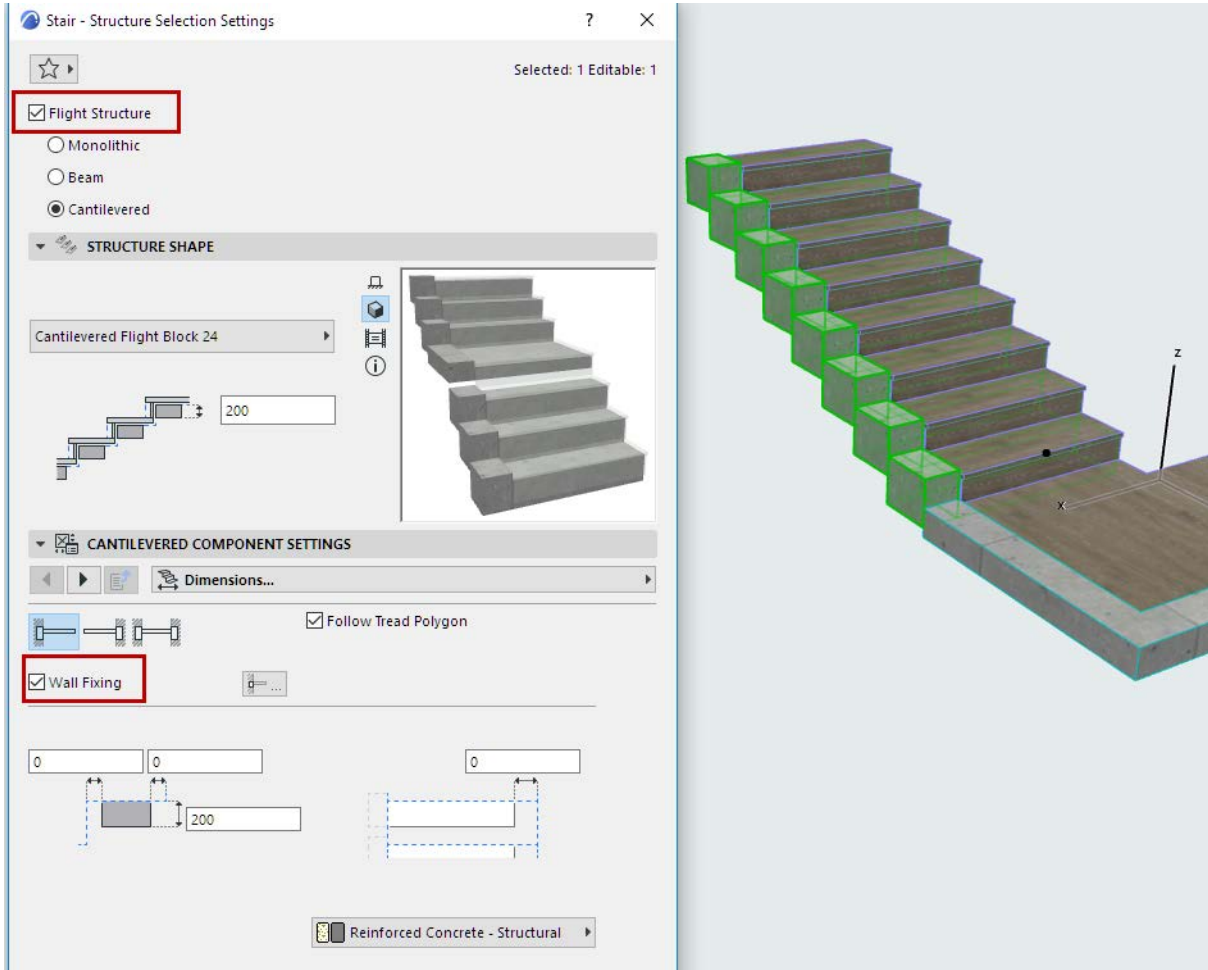 Stair - Structure Selection Settings ? ×
Selected: 1 Editable: 1
Flight Structure
Monolithic
Beam
Cantilevered
STRUCTURE SHAPE
Cantilevered Flight Block 24
200
CANTILEVERED COMPONENT SETTINGS
Dimensions...
Follow Tread Polygon
Wall Fixing
...
0 0 0
200
Reinforced Concrete - Structural
z
x